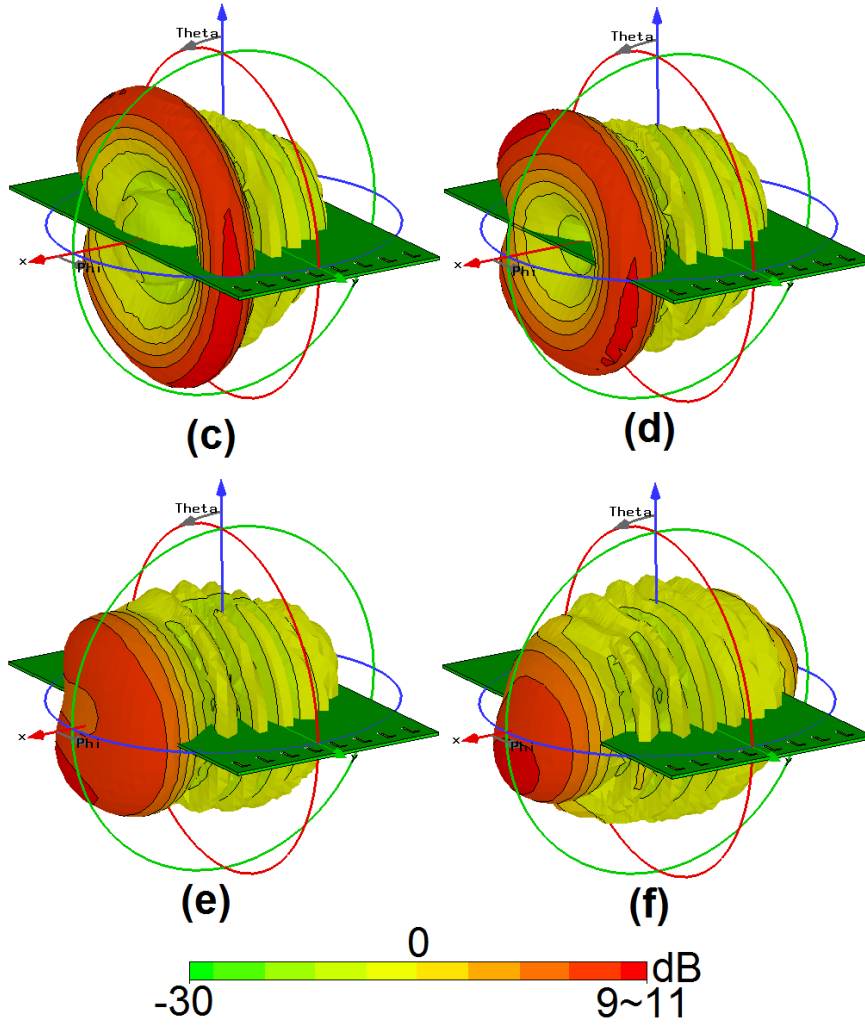 Theta
x
Phi
y
(c)
Theta
x
Phi
y
(d)
Theta
x
Phi
y
(e)
Theta
x
Phi
y
(f)
0
dB
-30
9~11